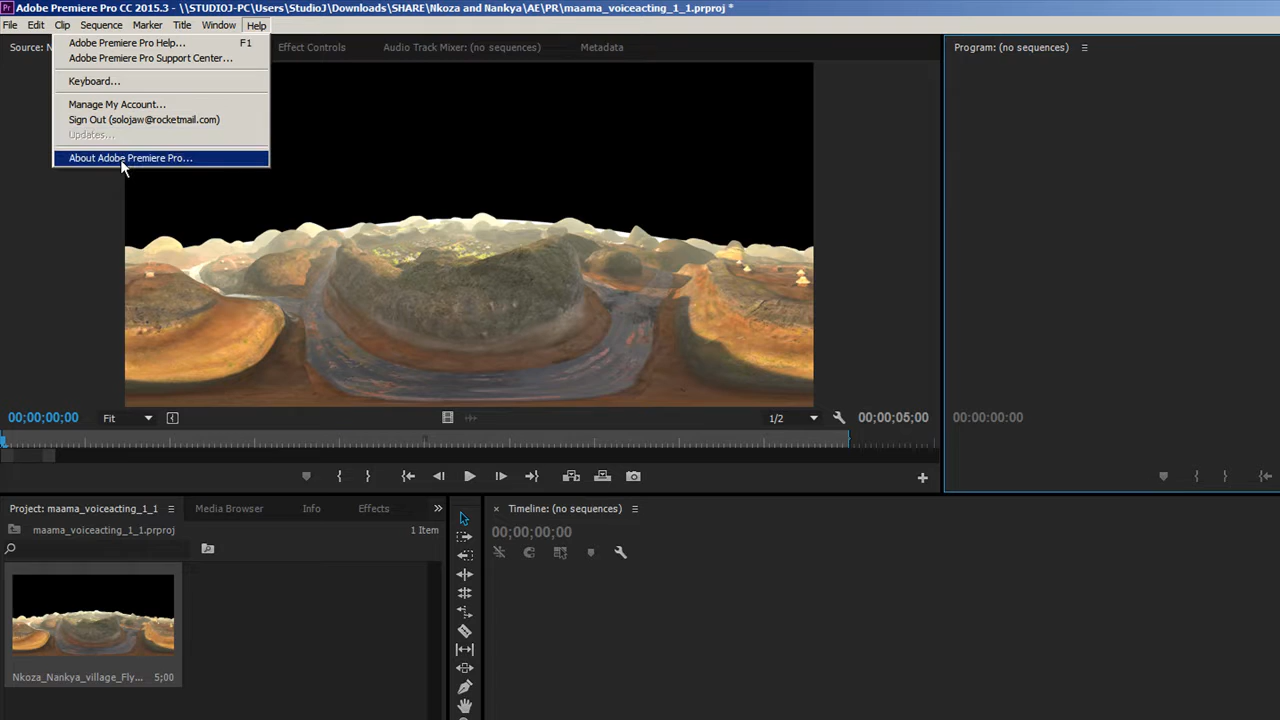 Adobe Premiere Pro CC 2015.3 - \\STUDIOJ-PC\Users\StudioJ\Downloads\SHARE\Nkoza and Nankya\AE\PR\maama_voiceacting_1_1.prproj *
File Edit Clip Sequence Marker Title Window Help
Adobe Premiere Pro Help... F1
Adobe Premiere Pro Support Center...
Keyboard...
Manage My Account...
Sign Out (solojaw@rocketmail.com)
Updates...
About Adobe Premiere Pro...
Source: N Effect Controls Audio Track Mixer: (no sequences) Metadata
Program: (no sequences)
00;00;00;00 Fit 1/2 00;00;05;00
00:00:00:00
Project: maama_voiceacting_1_1 Media Browser Info Effects
maama_voiceacting_1_1.prproj 1 Item
Nkoza_Nankya_village_Fly... 5;00
Timeline: (no sequences)
00;00;00;00